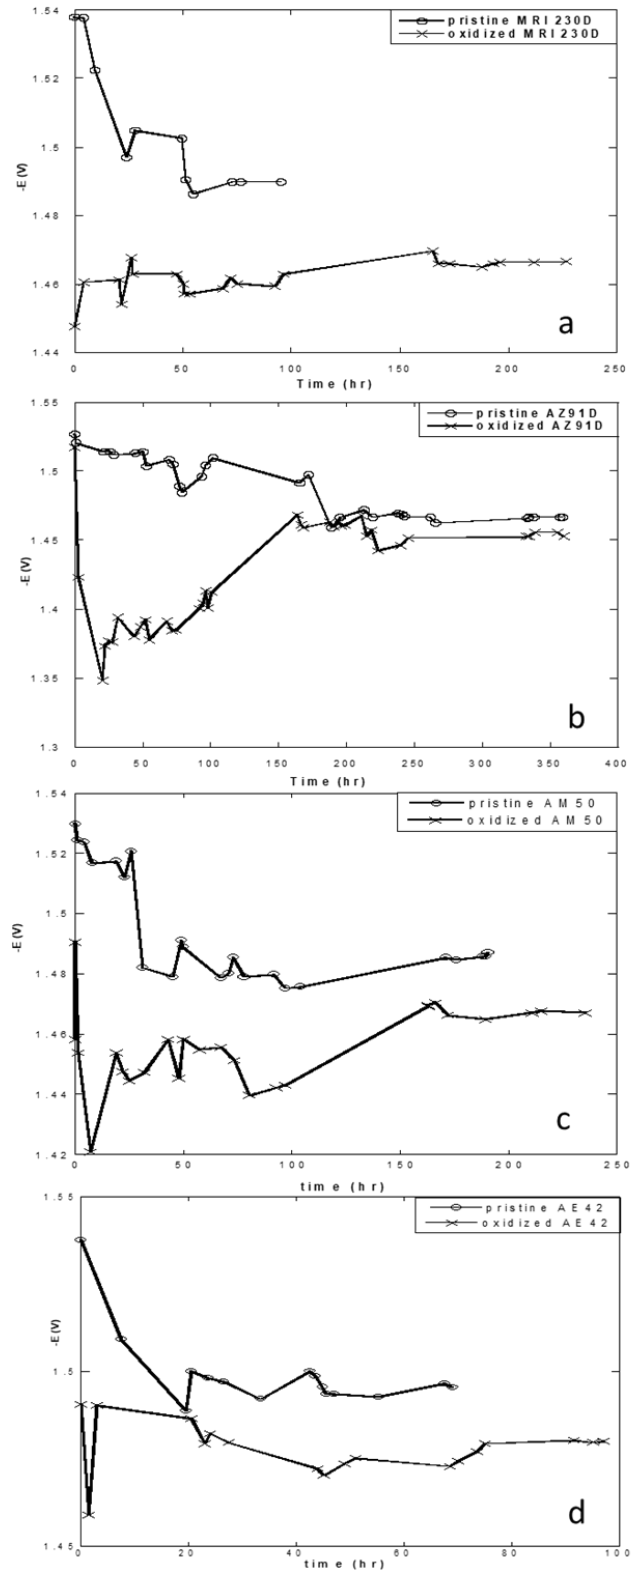 1.54
pristine MRI 230D
oxidized MRI 230D
1.52
1.5
-E (V)
1.48
1.46
1.44
a
0 50 100 150 200 250
Time (hr)
1.55
pristine AZ91D
oxidized AZ91D
1.5
1.45
-E (V)
1.4
1.35
1.3
b
0 50 100 150 200 250 300 350 400
Time (hr)
1.54
pristine AM 50
oxidized AM 50
1.52
1.5
-E (V)
1.48
1.46
1.44
1.42
c
0 50 100 150 200 250
time (hr)
1.55
pristine AE 42
oxidized AE 42
-E (V)
1.5
1.45
d
0 20 40 60 80 100
time (hr)